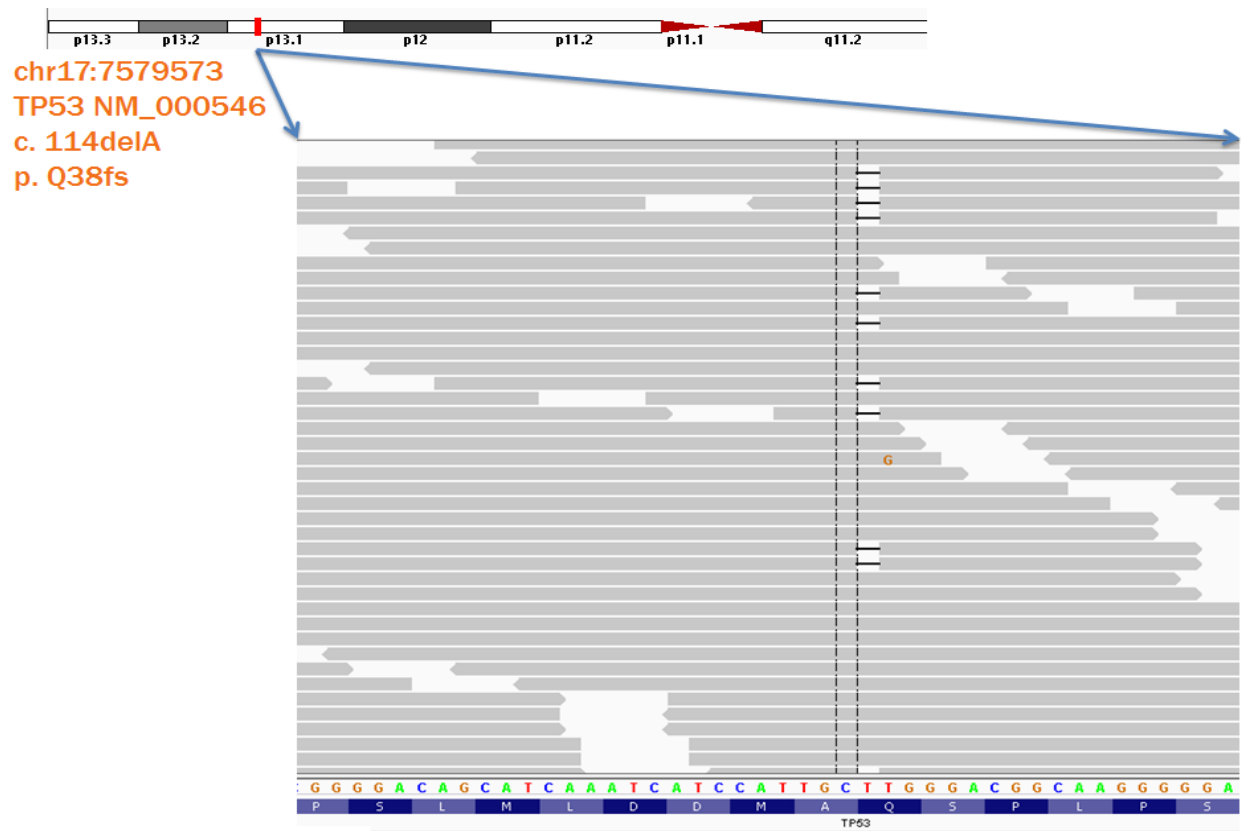 p13.3 p13.2 p13.1 p12 p11.2 p11.1 q11.2
chr17:7579573
TP53 NM_000546
c. 114delA
p. Q38fs
G
G G G G A C A G C A T C A A A T C A T C C A T T G C T T G G G A C G G C A A G G G G G A
P S L M L D D M A Q S P L P S
TP53